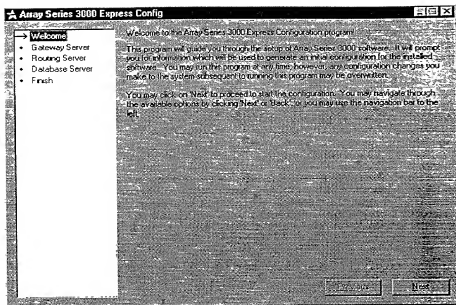 Array Series 3000 Express Config
Welcome
Gateway Server
Routing Server
Database Server
Finish
Welcome to the Array Series 3000 Express Configuration program!
This program will guide you through the setup of Array Series 3000 software. It will prompt
you for information which will be used to generate an initial configuration for the installed
software. You may run this program at any time; however, any configuration changes you
make to the system subsequent to running this program may be overwritten.
You may click on 'Next' to proceed to start the configuration. You may navigate through
the available options by clicking 'Next' or 'Back', or you may use the navigation bar to the
left.
Next